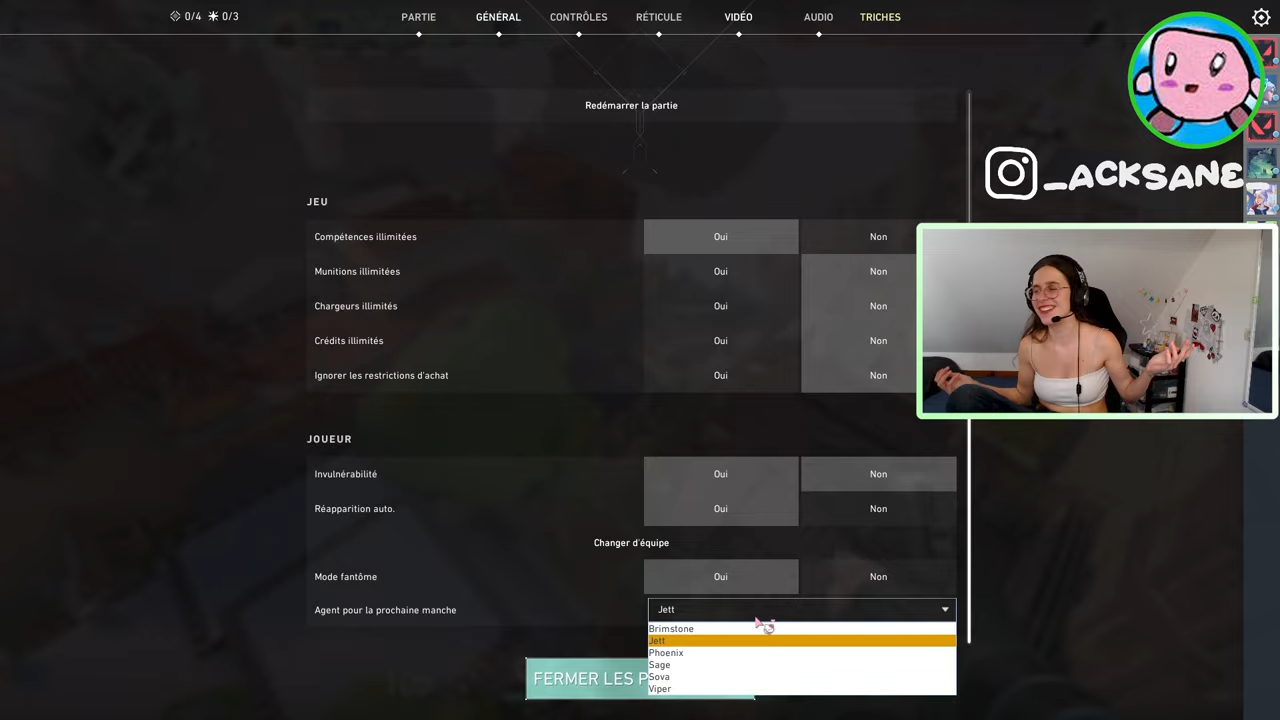 0/4 0/3
PARTIE GÉNÉRAL CONTRÔLES RÉTICULE VIDÉO AUDIO TRICHES
Redémarrer la partie
_ACKSANE_
JEU
Compétences illimitées Oui Non
Munitions illimitées Oui Non
Chargeurs illimités Oui Non
Crédits illimités Oui Non
Ignorer les restrictions d'achat Oui Non
JOUEUR
Invulnérabilité Oui Non
Réapparition auto. Oui Non
Changer d'équipe
Mode fantôme Oui Non
Agent pour la prochaine manche Jett
Brimstone
Jett
Phoenix
Sage
Sova
Viper
FERMER LES P